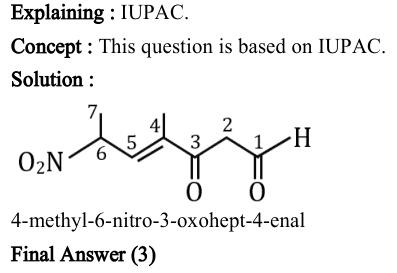 Explaining : IUPAC.
Concept : This question is based on IUPAC.
Solution :
7
4
2
5
3
1
H
O₂N
6
O
O
4-methyl-6-nitro-3-oxohept-4-enal
Final Answer (3)